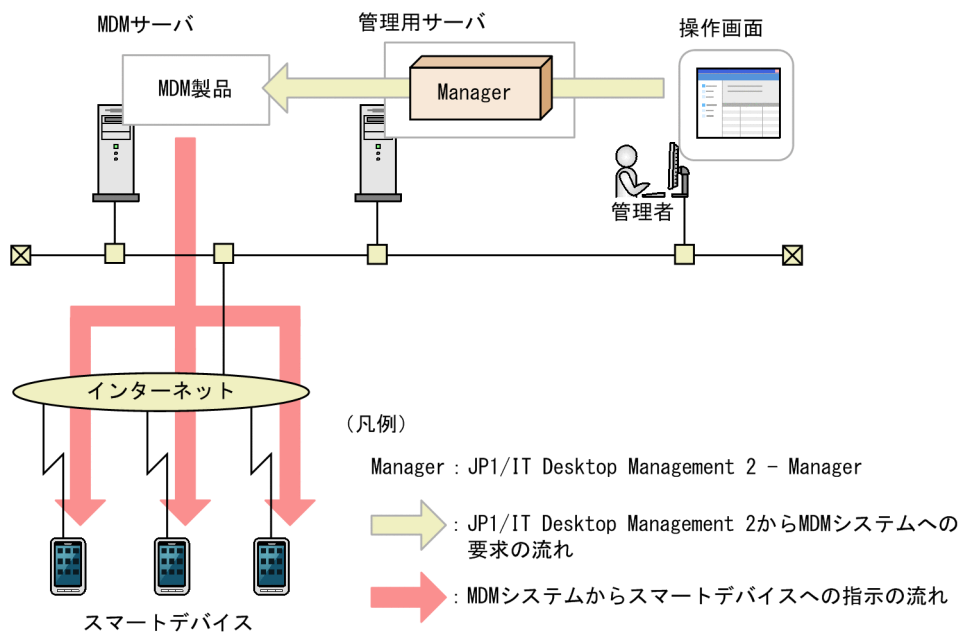 MDMサーバ
管理用サーバ
操作画面
MDM製品
Manager
管理者
インターネット
(凡例)
Manager：JP1/IT Desktop Management 2 − Manager
：JP1/IT Desktop Management 2からMDMシステムへの
要求の流れ
：MDMシステムからスマートデバイスへの指示の流れ
スマートデバイス